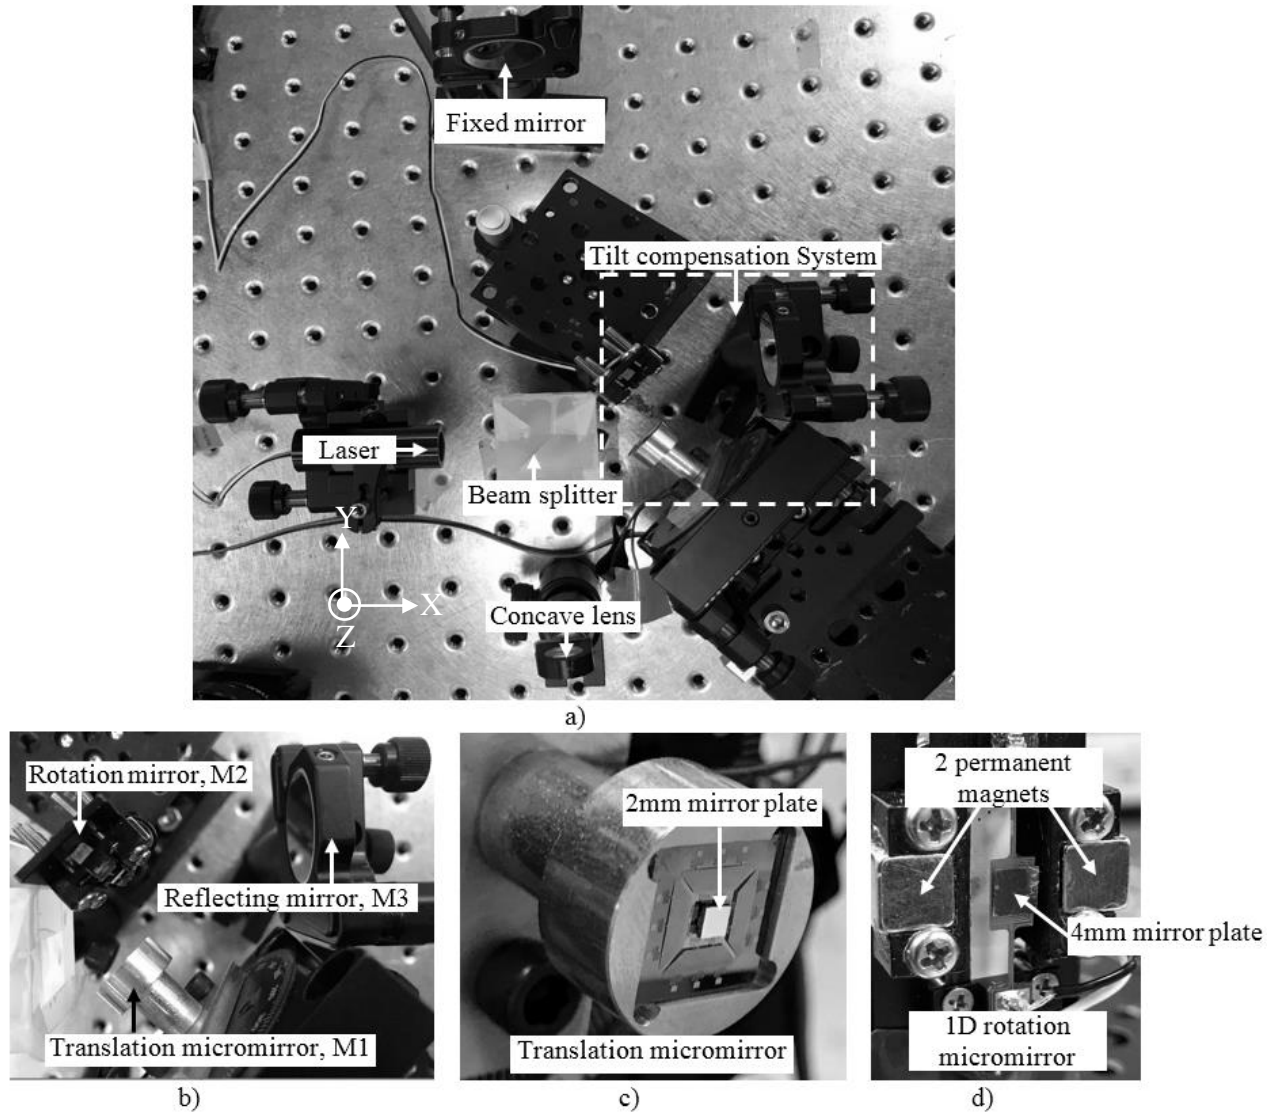 Fixed mirror
Tilt compensation System
Laser
Beam splitter
Y
X
Z
Concave lens
a)
Rotation mirror, M2
Reflecting mirror, M3
Translation micromirror, M1
b)
2mm mirror plate
Translation micromirror
c)
2 permanent
magnets
4mm mirror plate
1D rotation
micromirror
d)